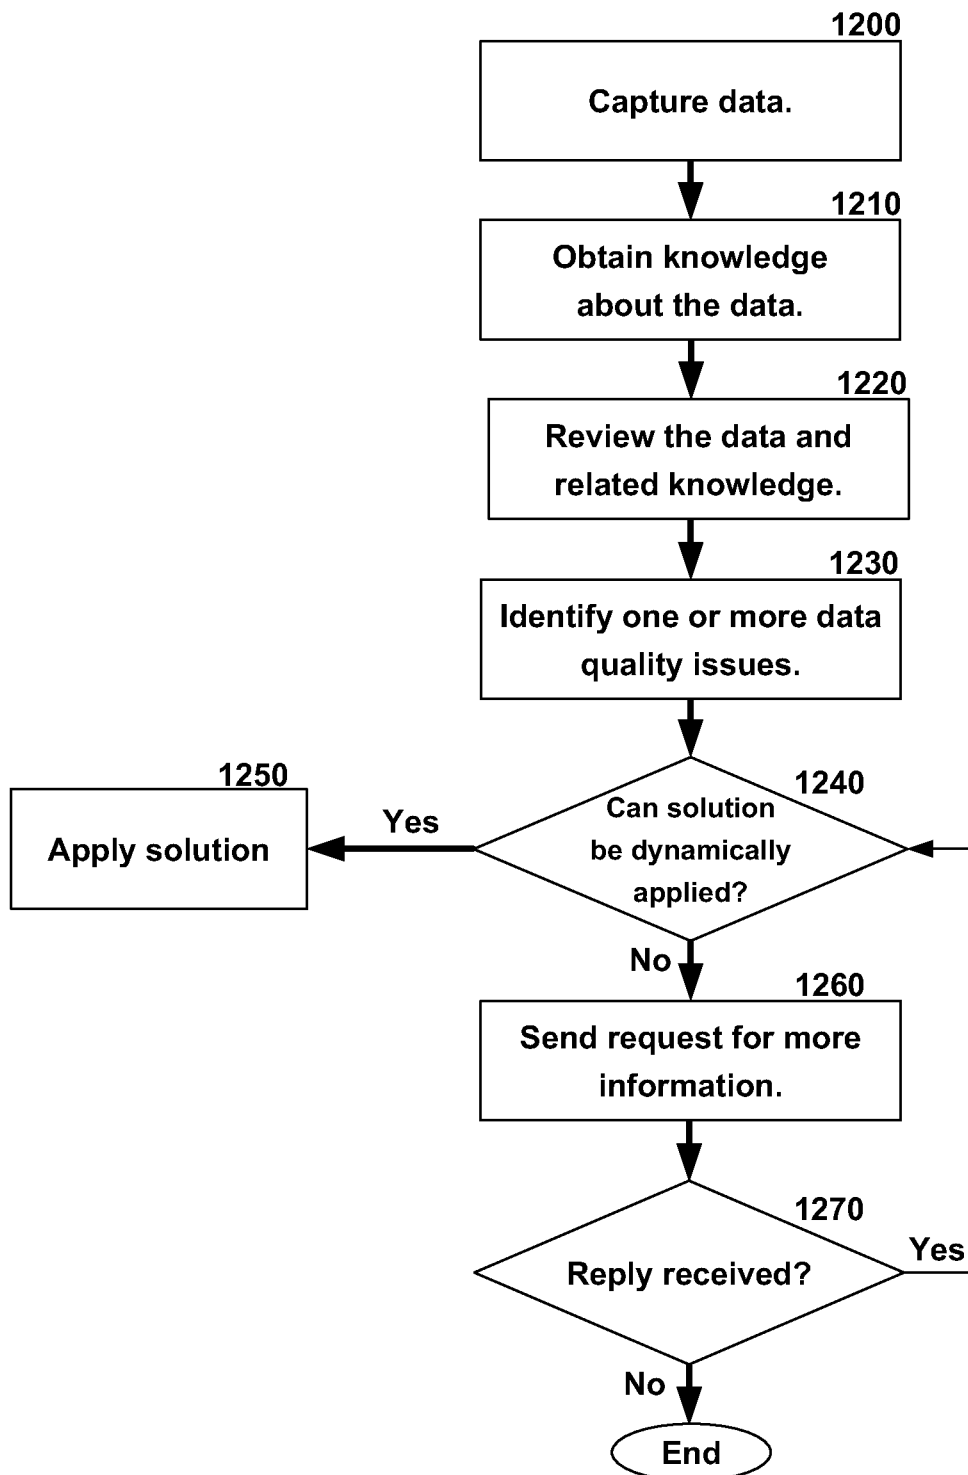 1200
Capture data.
1210
Obtain knowledge
about the data.
1220
Review the data and
related knowledge.
1230
Identify one or more data
quality issues.
1240
Can solution
be dynamically
applied?
Yes
1250
Apply solution
No
1260
Send request for more
information.
1270
Reply received?
Yes
No
End